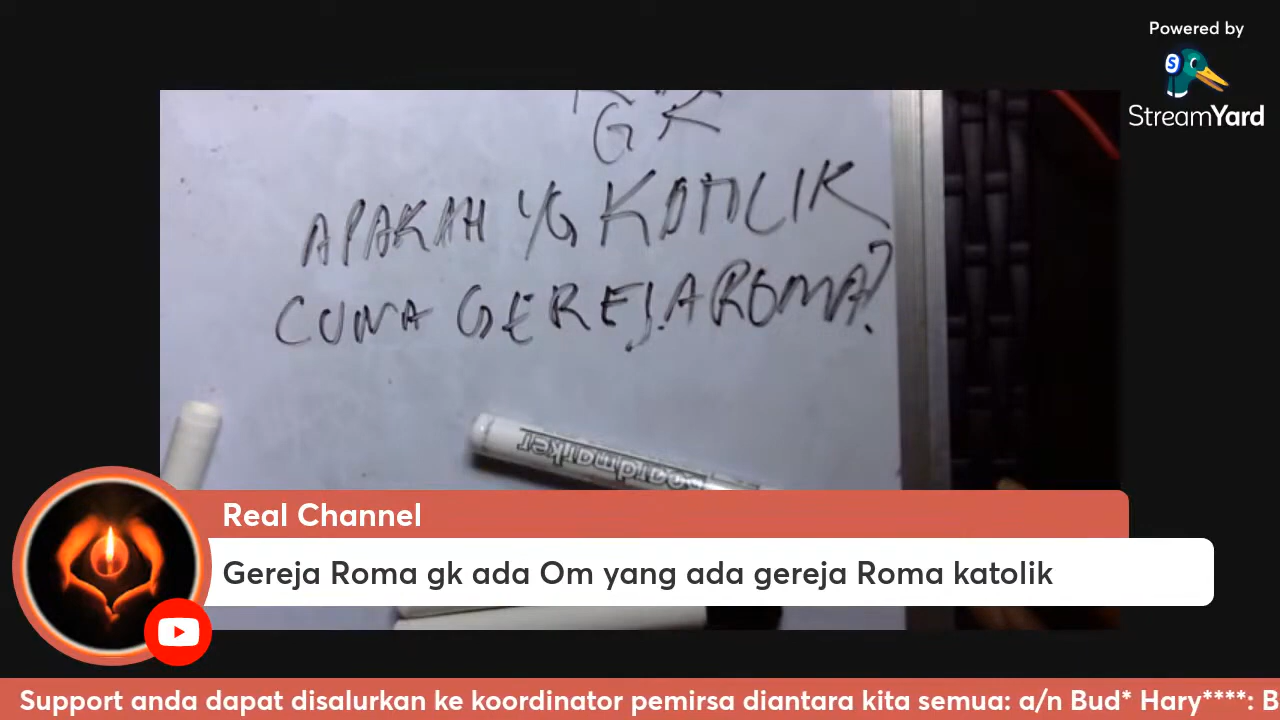 Powered by
StreamYard
G K
APAKAH YG KATOLIK
CUMA GEREJA ROMA?
boardmarker
Real Channel
Gereja Roma gk ada Om yang ada gereja Roma katolik
Support anda dapat disalurkan ke koordinator pemirsa diantara kita semua: a/n Bud* Hary****: B